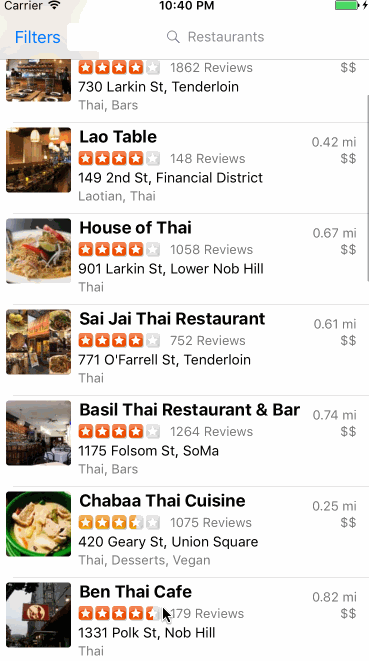 Carrier 10:40 PM
Filters Restaurants
1862 Reviews $$
730 Larkin St, Tenderloin
Thai, Bars
Lao Table 0.42 mi
148 Reviews $$
149 2nd St, Financial District
Laotian, Thai
House of Thai 0.67 mi
1058 Reviews $$
901 Larkin St, Lower Nob Hill
Thai
Sai Jai Thai Restaurant 0.61 mi
752 Reviews $$
771 O'Farrell St, Tenderloin
Thai
Basil Thai Restaurant & Bar 0.74 mi
1264 Reviews $$
1175 Folsom St, SoMa
Thai, Bars
Chabaa Thai Cuisine 0.25 mi
1075 Reviews $$
420 Geary St, Union Square
Thai, Desserts, Vegan
Ben Thai Cafe 0.82 mi
179 Reviews $$
1331 Polk St, Nob Hill
Thai